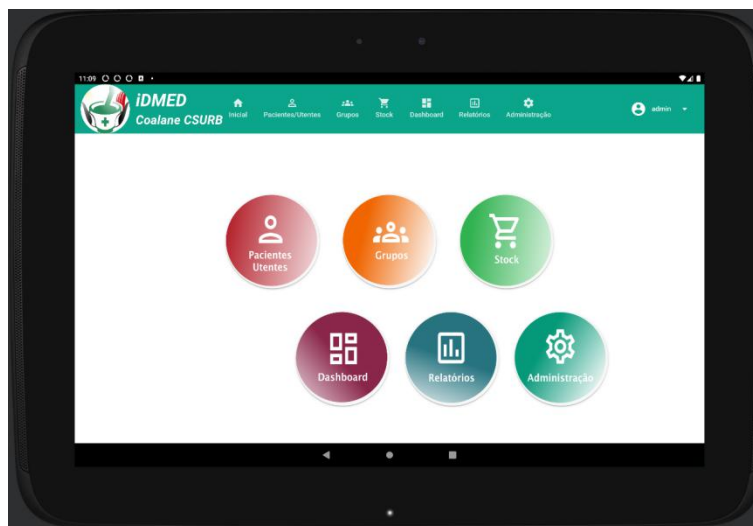 11:09
iDMED
Coalane CSURB
Inicial
Pacientes/Utentes
Grupos
Stock
Dashboard
Relatórios
Administração
admin
Pacientes
Utentes
Grupos
Stock
Dashboard
Relatórios
Administração